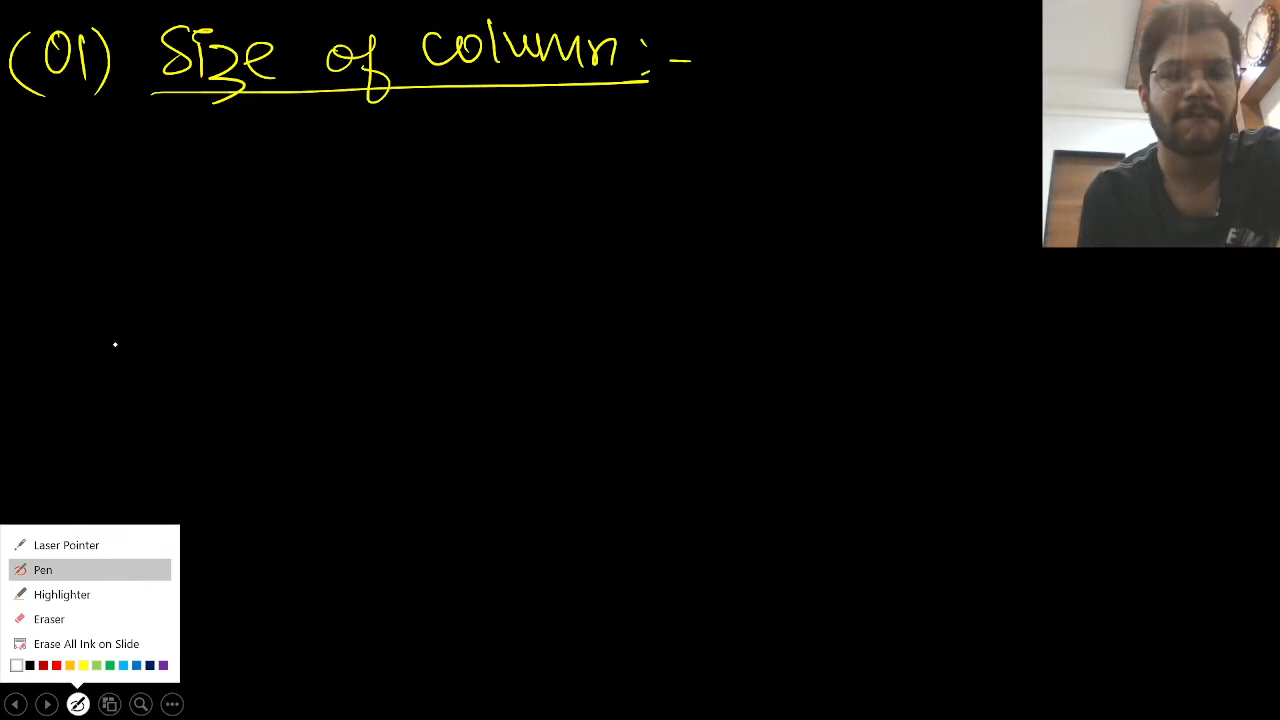 (01) Size of column:-
Laser Pointer
Pen
Highlighter
Eraser
Erase All Ink on Slide